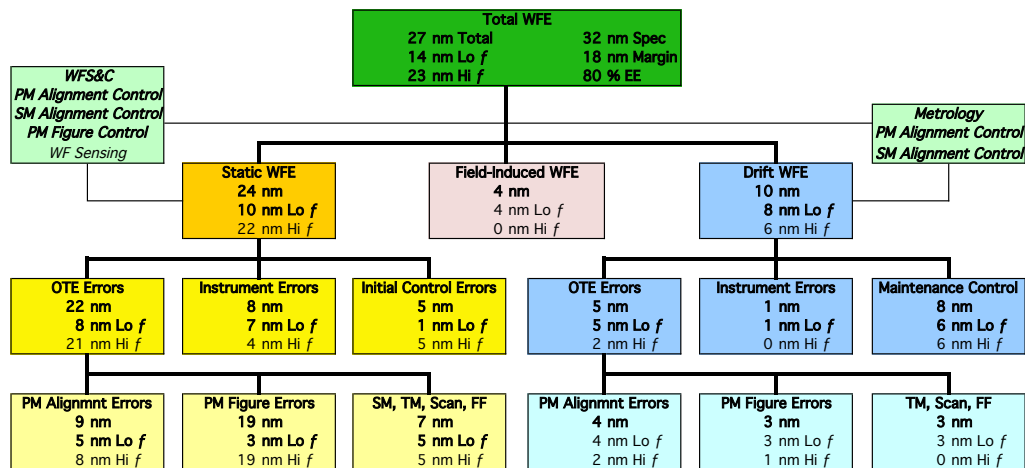 Total WFE
27 nm Total 32 nm Spec
14 nm Lo ƒ 18 nm Margin
23 nm Hi ƒ 80 % EE
WFS&C
PM Alignment Control
SM Alignment Control
PM Figure Control
WF Sensing
Metrology
PM Alignment Control
SM Alignment Control
Static WFE
24 nm
10 nm Lo ƒ
22 nm Hi ƒ
Field-Induced WFE
4 nm
4 nm Lo ƒ
0 nm Hi ƒ
Drift WFE
10 nm
8 nm Lo ƒ
6 nm Hi ƒ
OTE Errors
22 nm
8 nm Lo ƒ
21 nm Hi ƒ
Instrument Errors
8 nm
7 nm Lo ƒ
4 nm Hi ƒ
Initial Control Errors
5 nm
1 nm Lo ƒ
5 nm Hi ƒ
OTE Errors
5 nm
5 nm Lo ƒ
2 nm Hi ƒ
Instrument Errors
1 nm
1 nm Lo ƒ
0 nm Hi ƒ
Maintenance Control
8 nm
6 nm Lo ƒ
6 nm Hi ƒ
PM Alignmnt Errors
9 nm
5 nm Lo ƒ
8 nm Hi ƒ
PM Figure Errors
19 nm
3 nm Lo ƒ
19 nm Hi ƒ
SM, TM, Scan, FF
7 nm
5 nm Lo ƒ
5 nm Hi ƒ
PM Alignmnt Errors
4 nm
4 nm Lo ƒ
2 nm Hi ƒ
PM Figure Errors
3 nm
3 nm Lo ƒ
1 nm Hi ƒ
TM, Scan, FF
3 nm
3 nm Lo ƒ
0 nm Hi ƒ